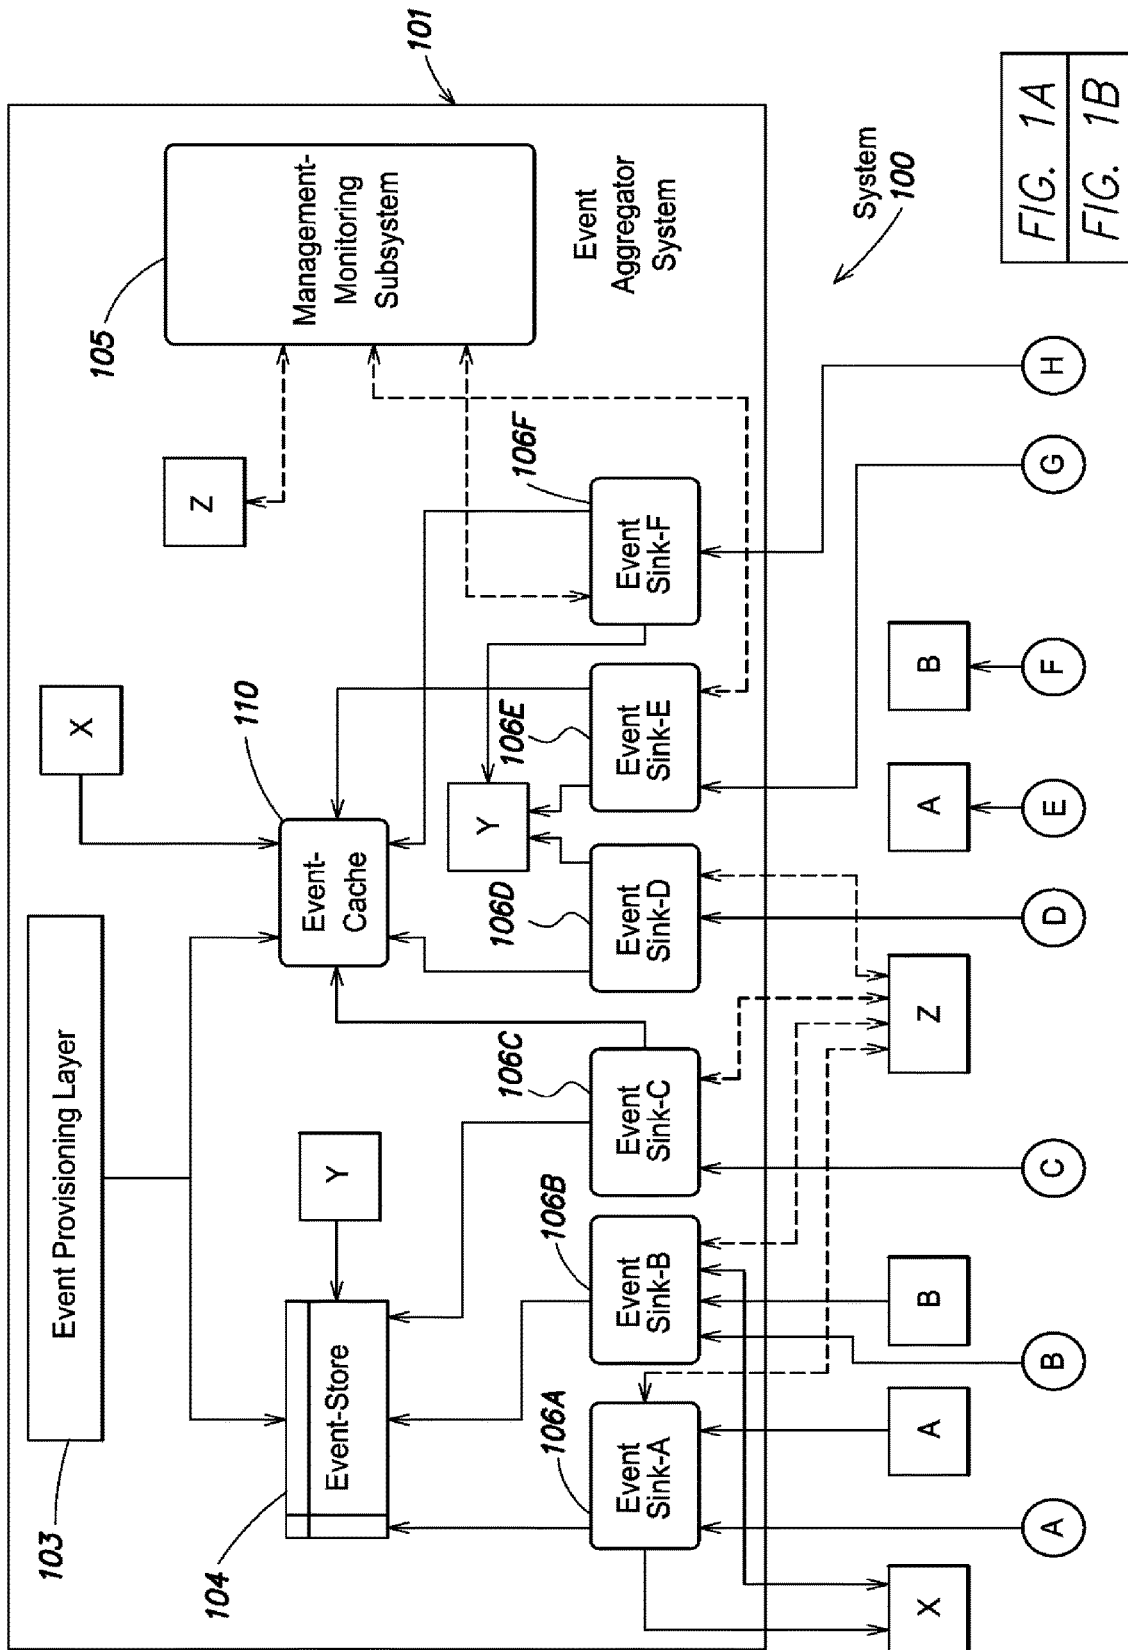 103
Event Provisioning Layer
X
Z
105
Management-
Monitoring
Subsystem
101
104
Event-Store
Y
Event-
Cache
110
Event
Aggregator
System
106A
Event
Sink-A
106B
Event
Sink-B
106C
Event
Sink-C
106D
Event
Sink-D
Y
106E
Event
Sink-E
106F
Event
Sink-F
X
A
B
Z
A
B
System
100
A
B
C
D
E
F
G
H
FIG. 1A
FIG. 1B